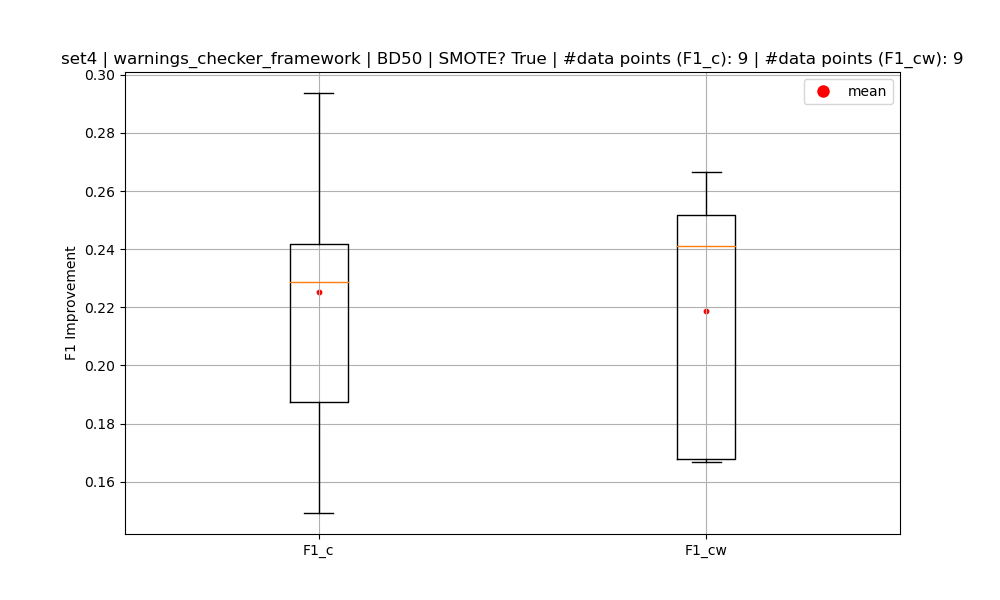 set4 | warnings_checker_framework | BD50 | SMOTE? True | #data points (F1_c): 9 | #data points (F1_cw): 9
mean
F1 Improvement
0.30
0.28
0.26
0.24
0.22
0.20
0.18
0.16
F1_c
F1_cw